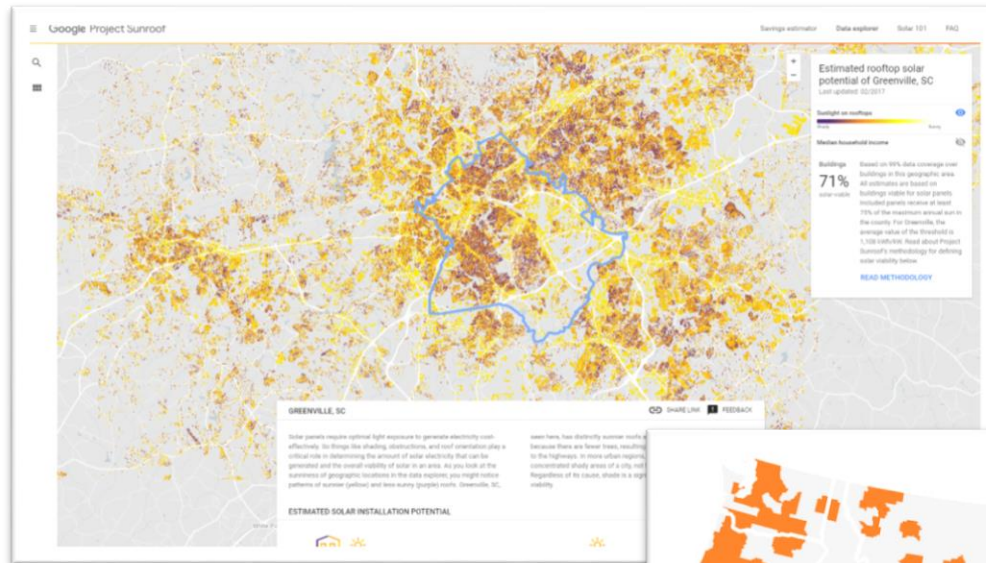 Google Project Sunroof
Savings estimator Data explorer Solar 101 FAQ
+
−
Estimated rooftop solar
potential of Greenville, SC
Last updated: 02/2017
Sunlight on rooftops
Shady Sunny
Median household income
Buildings
71%
solar-viable
Based on 99% data coverage over
buildings in this geographic area.
All estimates are based on
buildings viable for solar panels.
Included panels receive at least
75% of the maximum annual sun in
the county. For Greenville, the
average value of the threshold is
1,108 kWh/kW. Read about Project
Sunroof's methodology for defining
solar viability below.
READ METHODOLOGY
GREENVILLE, SC
SHARE LINK FEEDBACK
Solar panels require optimal light exposure to generate electricity cost-
effectively. So things like shading, obstructions, and roof orientation play a
critical role in determining the amount of solar electricity that can be
generated and the overall viability of solar in an area. As you look at the
sunniness of geographic locations in the data explorer, you might notice
patterns of sunnier (yellow) and less sunny (purple) roofs. Greenville, SC,
seen here, has distinctly sunnier roofs
because there are fewer trees, resulting
to the highways. In more urban regions,
concentrated shady areas of a city, not
Regardless of its cause, shade is a
viability.
ESTIMATED SOLAR INSTALLATION POTENTIAL